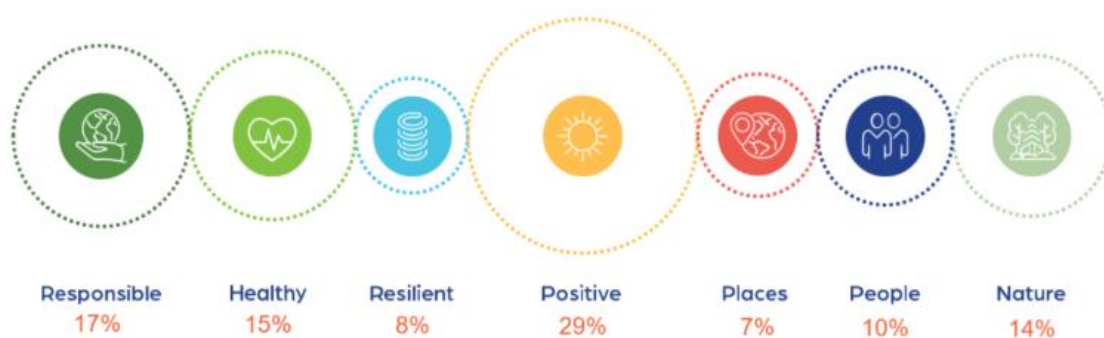 Responsible Healthy Resilient Positive Places People Nature
17% 15% 8% 29% 7% 10% 14%